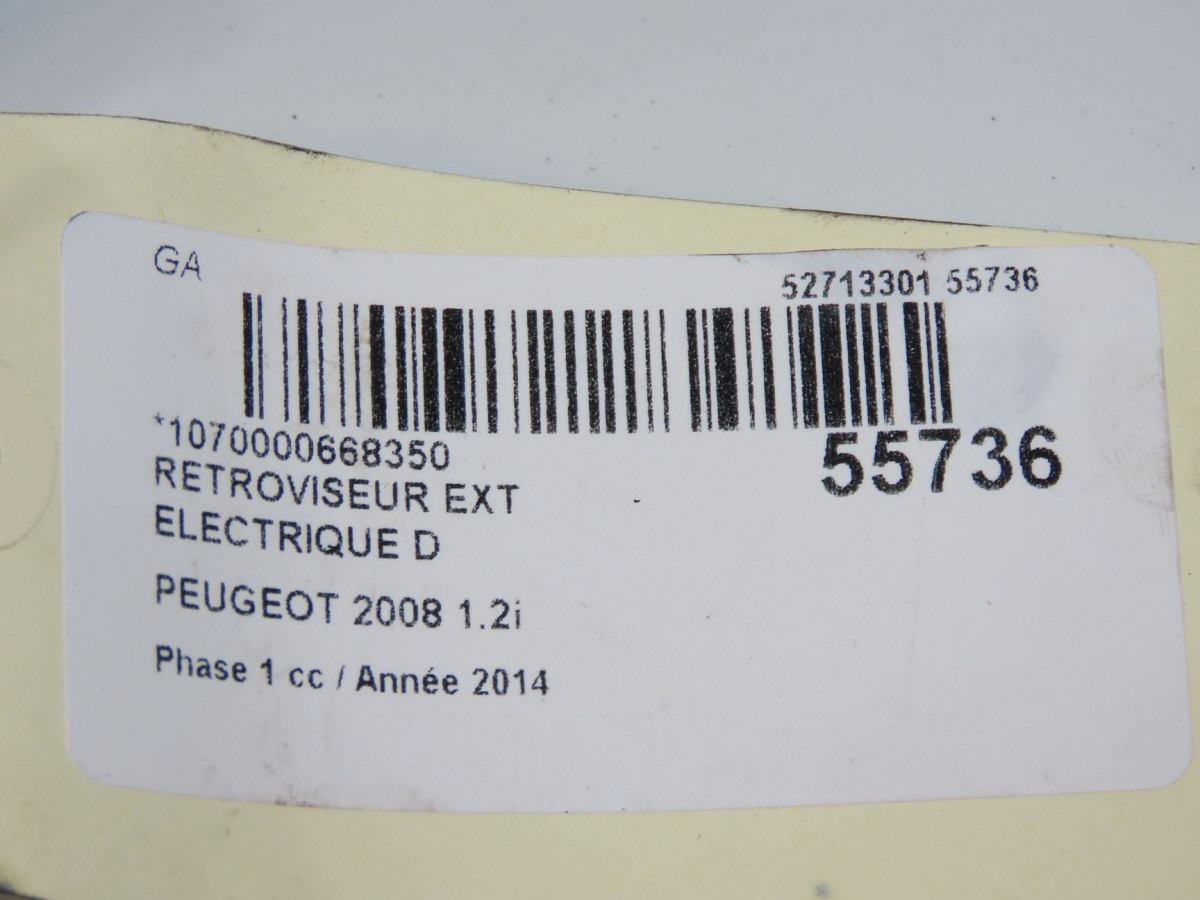 GA
52713301 55736
*1070000668350
55736
RETROVISEUR EXT
ELECTRIQUE D
PEUGEOT 2008 1.2i
Phase 1 cc / Année 2014